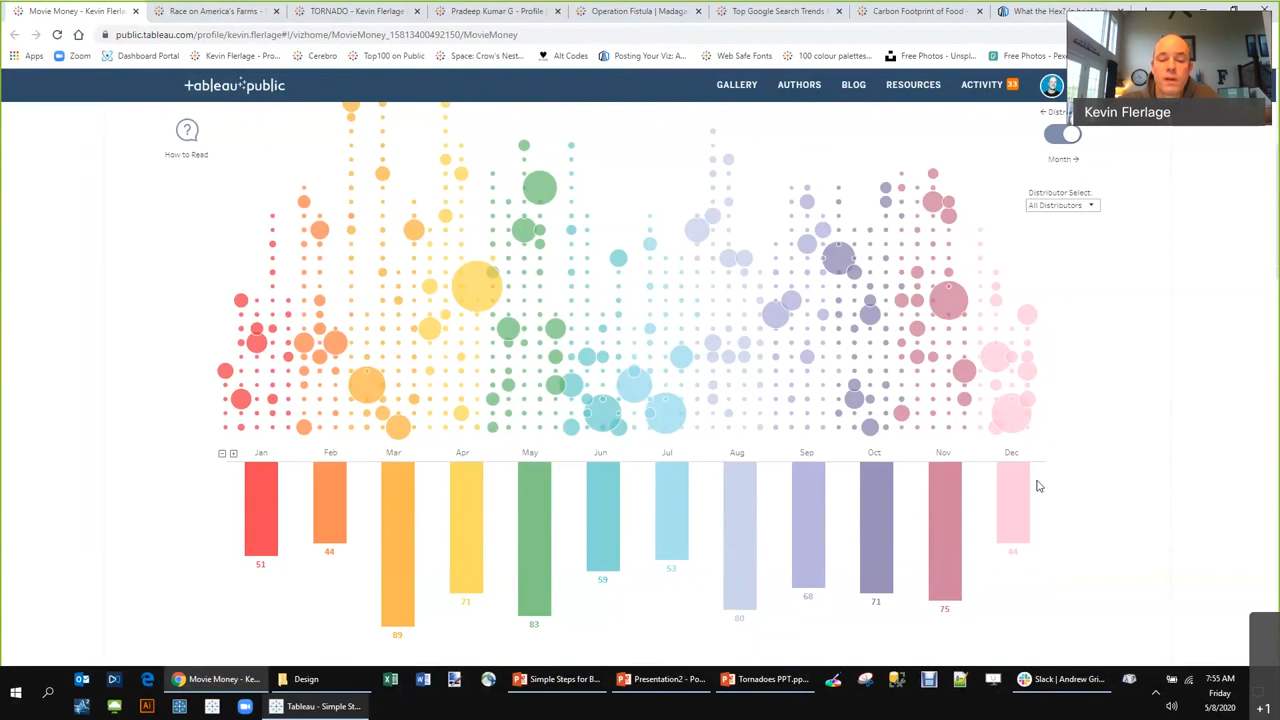 Movie Money - Kevin Flerla
Race on America's Farms -
TORNADO - Kevin Flerlage
Pradeep Kumar G - Profile
Operation Fistula | Madaga
Top Google Search Trends |
Carbon Footprint of Food -
What the Hex?
public.tableau.com/profile/kevin.flerlage#!/vizhome/MovieMoney_15813400492150/MovieMoney
Apps
Zoom
Dashboard Portal
Kevin Flerlage - Pro...
Cerebro
Top100 on Public
Space: Crow's Nest...
Alt Codes
Posting Your Viz: A...
Web Safe Fonts
100 colour palettes...
Free Photos - Unspl...
Free Photos - Pex
+ableau:public
GALLERY
AUTHORS
BLOG
RESOURCES
ACTIVITY 33
Kevin Flerlage
How to Read
← Distr
Month →
Distributor Select:
All Distributors
Jan Feb Mar Apr May Jun Jul Aug Sep Oct Nov Dec
51 44 89 71 83 59 53 80 68 71 75 44
Movie Money - Ke...
Design
Simple Steps for B...
Presentation2 - Po...
Tornadoes PPT.pp...
Slack | Andrew Gri...
Tableau - Simple St...
7:55 AM
Friday
5/8/2020
+1